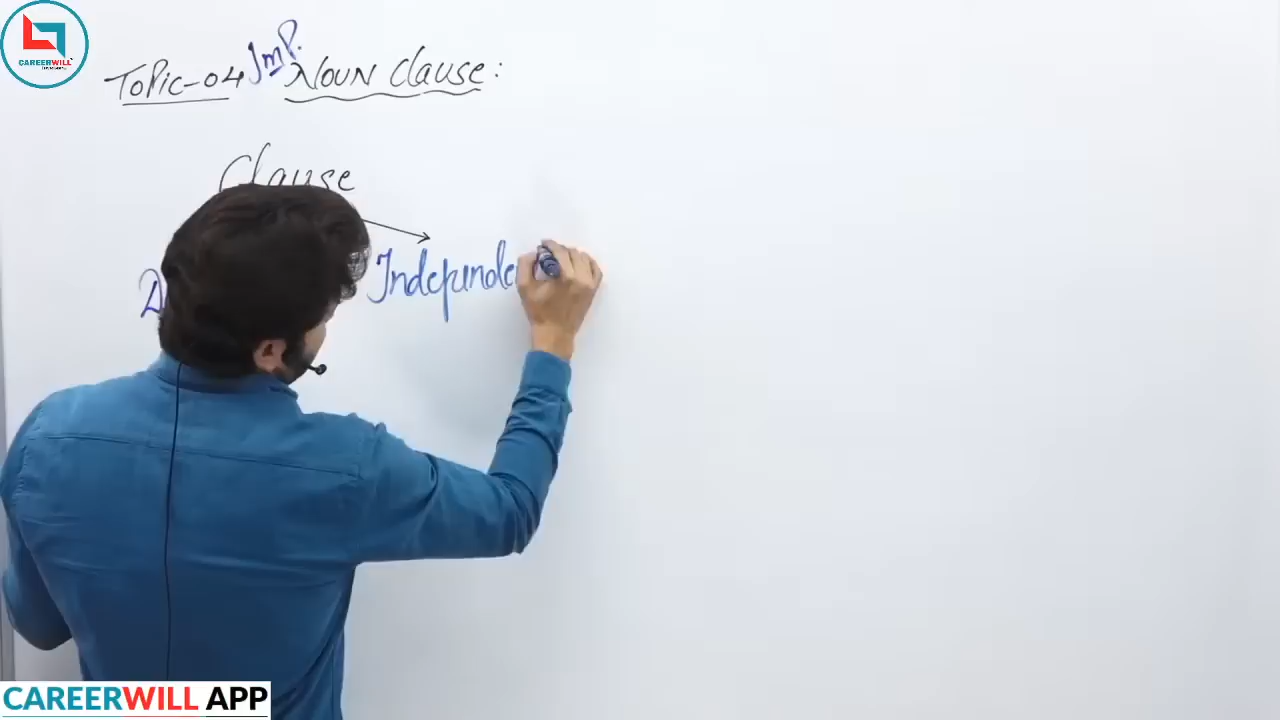 CAREERWILL
Topic-04 Imp. Noun Clause:
Clause
Independe
CAREERWILL APP